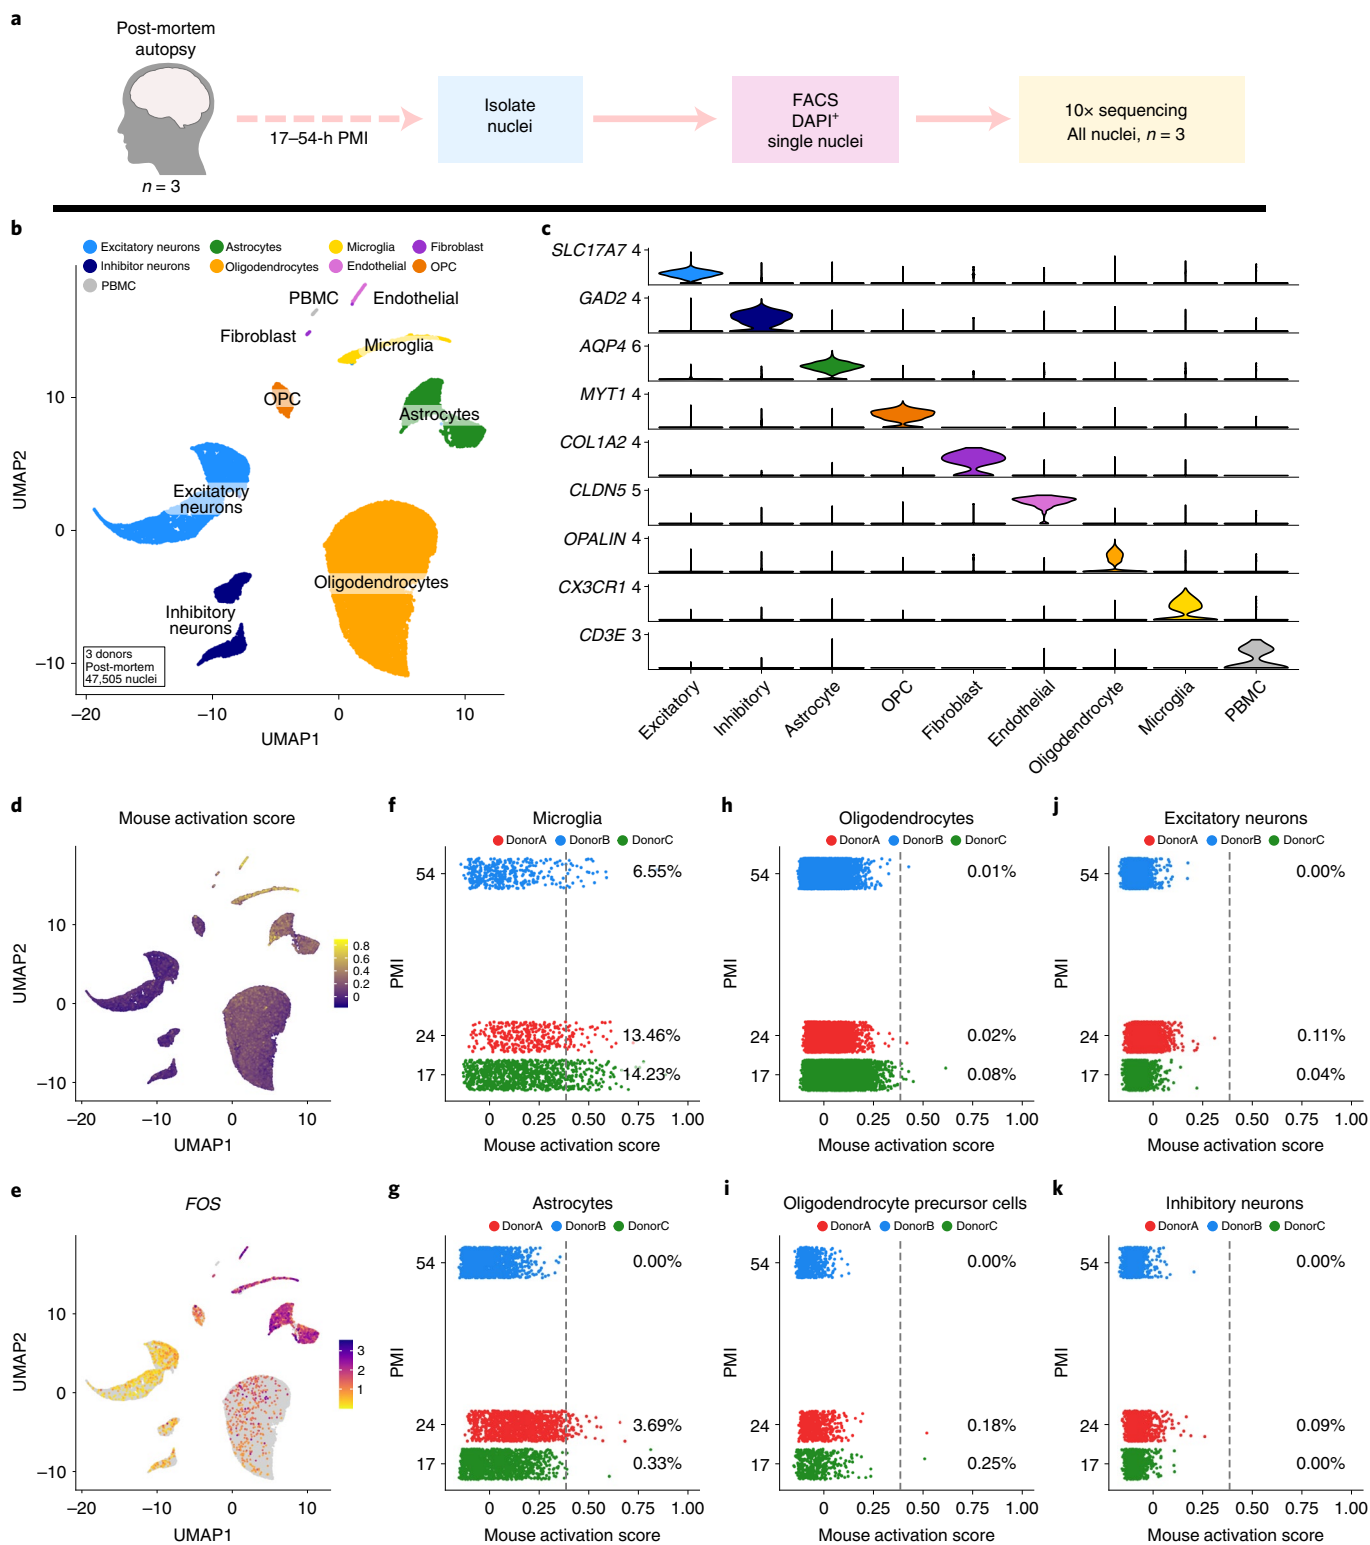 a
Post-mortem
autopsy
n = 3
17–54-h PMI
Isolate
nuclei
FACS
DAPI+
single nuclei
10× sequencing
All nuclei, n = 3
b
Excitatory neurons
Astrocytes
Microglia
Fibroblast
Inhibitor neurons
Oligodendrocytes
Endothelial
OPC
PBMC
PBMC
Endothelial
Fibroblast
Microglia
OPC
Astrocytes
Excitatory
neurons
Oligodendrocytes
Inhibitory
neurons
3 donors
Post-mortem
47,505 nuclei
10
0
–10
UMAP2
–20 –10 0 10
UMAP1
c
SLC17A7 4
GAD2 4
AQP4 6
MYT1 4
COL1A2 4
CLDN5 5
OPALIN 4
CX3CR1 4
CD3E 3
Excitatory
Inhibitory
Astrocyte
OPC
Fibroblast
Endothelial
Oligodendrocyte
Microglia
PBMC
d
Mouse activation score
10
0
–10
UMAP2
0.8
0.6
0.4
0.2
0
–20 –10 0 10
UMAP1
f
Microglia
DonorA DonorB DonorC
54
24
17
PMI
6.55%
13.46%
14.23%
0 0.25 0.50 0.75 1.00
Mouse activation score
h
Oligodendrocytes
DonorA DonorB DonorC
54
24
17
PMI
0.01%
0.02%
0.08%
0 0.25 0.50 0.75 1.00
Mouse activation score
j
Excitatory neurons
DonorA DonorB DonorC
54
24
17
PMI
0.00%
0.11%
0.04%
0 0.25 0.50 0.75 1.00
Mouse activation score
e
FOS
10
0
–10
UMAP2
3
2
1
–20 –10 0 10
UMAP1
g
Astrocytes
DonorA DonorB DonorC
54
24
17
PMI
0.00%
3.69%
0.33%
0 0.25 0.50 0.75 1.00
Mouse activation score
i
Oligodendrocyte precursor cells
DonorA DonorB DonorC
54
24
17
PMI
0.00%
0.18%
0.25%
0 0.25 0.50 0.75 1.00
Mouse activation score
k
Inhibitory neurons
DonorA DonorB DonorC
54
24
17
PMI
0.00%
0.09%
0.00%
0 0.25 0.50 0.75 1.00
Mouse activation score